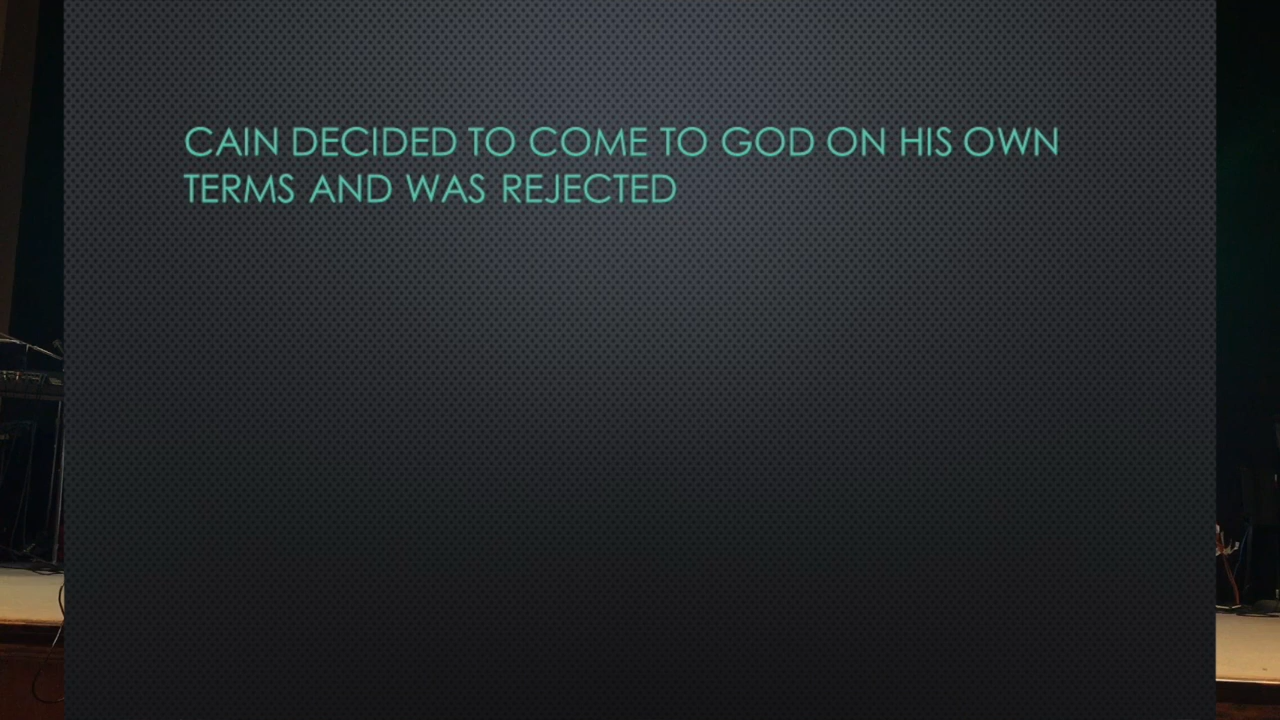 CAIN DECIDED TO COME TO GOD ON HIS OWN
TERMS AND WAS REJECTED